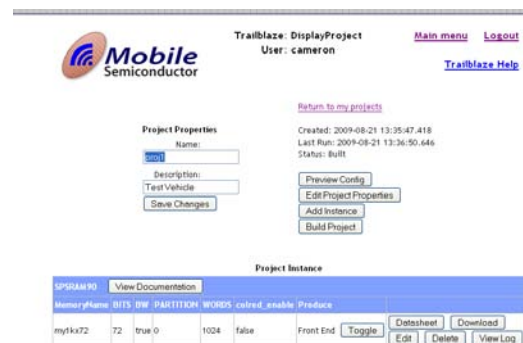 Mobile
Semiconductor
Trailblaze: DisplayProject
User: cameron
Main menu Logout
Trailblaze Help
Return to my projects
Project Properties
Name:
proj1
Description:
Test Vehicle
Save Changes
Created: 2009-08-21 13:35:47.418
Last Run: 2009-08-21 13:36:50.646
Status: Built
Preview Config
Edit Project Properties
Add Instance
Build Project
Project Instance
SPSRAM90 View Documentation
MemoryName BITS BW PARTITION WORDS colred_enable Produce
my1kx72 72 true 0 1024 false Front End Toggle Datasheet Download
Edit Delete View Log